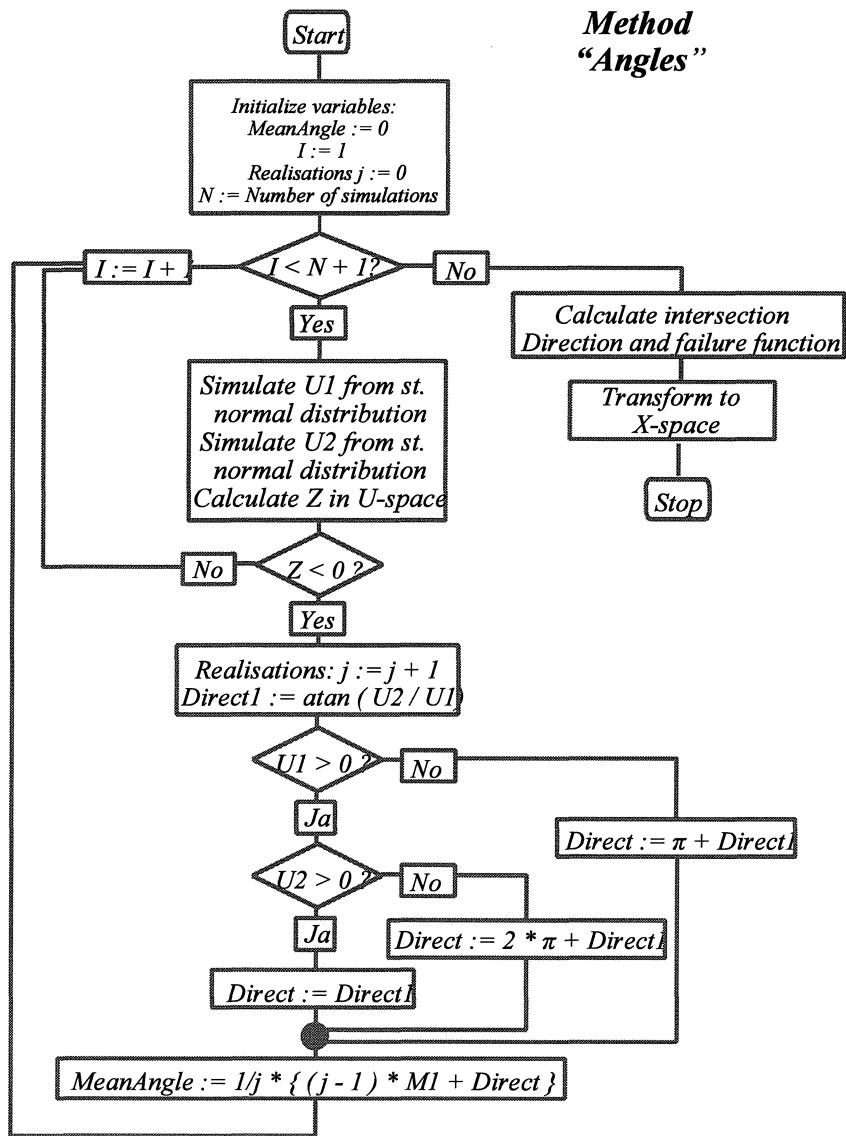 Method
“Angles”
Start
Initialize variables:
MeanAngle := 0
I := 1
Realisations j := 0
N := Number of simulations
I := I + 1
I < N + 1?
No
Yes
Calculate intersection
Direction and failure function
Transform to
X-space
Stop
Simulate U1 from st.
normal distribution
Simulate U2 from st.
normal distribution
Calculate Z in U-space
No
Z < 0 ?
Yes
Realisations: j := j + 1
Direct1 := atan ( U2 / U1)
U1 > 0 ?
No
Ja
Direct := π + Direct1
U2 > 0 ?
No
Ja
Direct := 2 * π + Direct1
Direct := Direct1
MeanAngle := 1/j * { ( j - 1 ) * M1 + Direct }